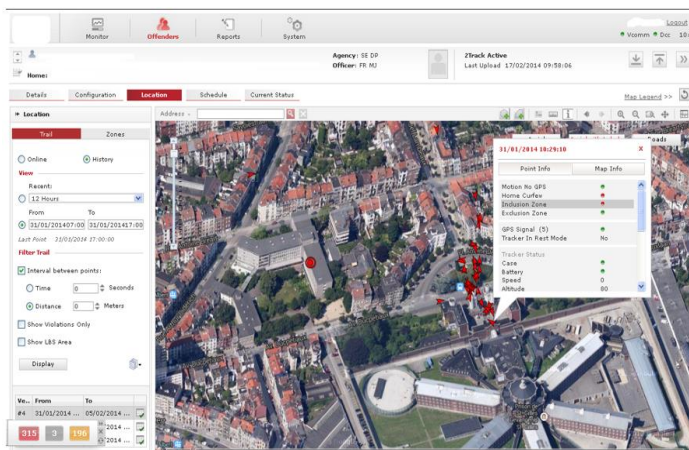 Logout
Monitor
Offenders
Reports
System
Vcomm Dcc 10:
Agency: SE DP
Officer: FR MJ
2Track Active
Last Upload 17/02/2014 09:58:06
Home:
Details
Configuration
Location
Schedule
Current Status
Map Legend >>
Location
Address
Trail
Zones
Online
History
View
Recent:
12 Hours
From To
31/01/201407:00 31/01/201417:00
Last Point 31/01/2014 17:00:00
Filter Trail
Interval between points:
Time 0 Seconds
Distance 0 Meters
Show Violations Only
Show LBS Area
Display
Ve.. From To
#4 31/01/2014 ... 05/02/2014 ...
2014 ...
2014 ...
315 3 196
31/01/2014 10:29:10 x
Point Info
Map Info
Motion No GPS
Home Curfew
Inclusion Zone
Exclusion Zone
GPS Signal (5)
Tracker In Rest Mode No
Tracker Status
Case
Battery
Speed 0
Altitude 80